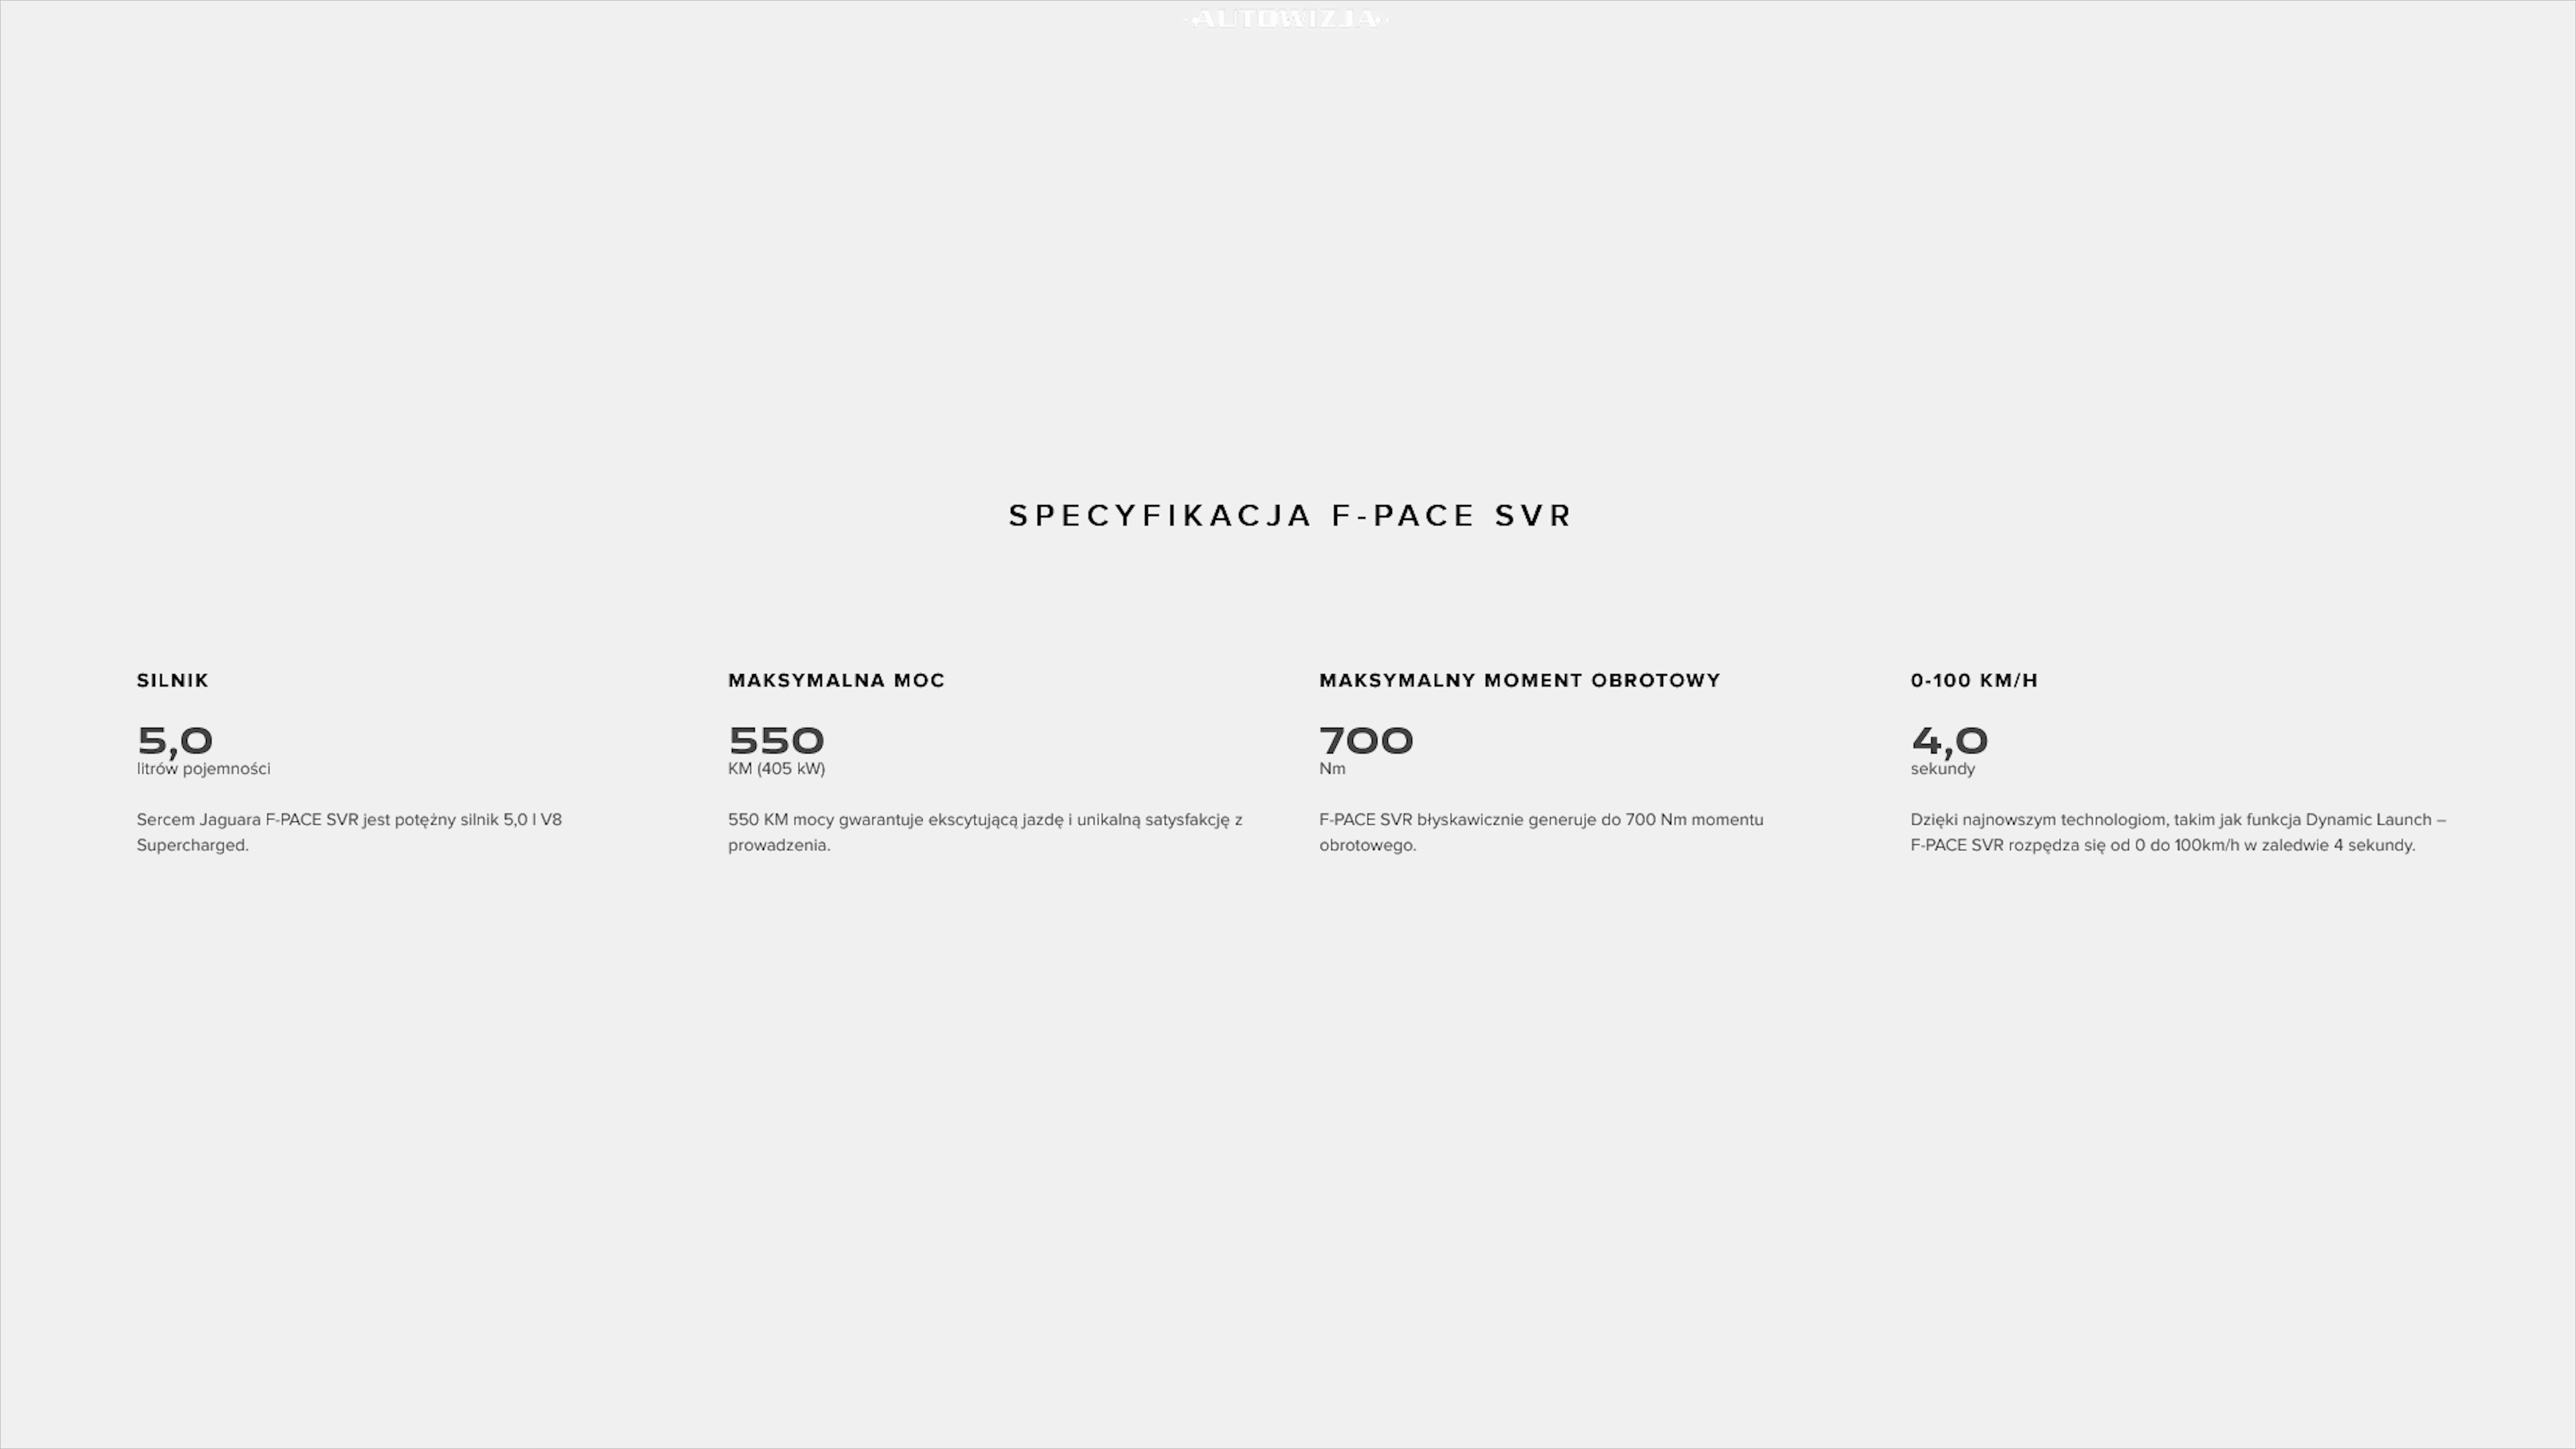 AUTOWIZJA
SPECYFIKACJA F-PACE SVR
SILNIK
5,0
litrów pojemności
Sercem Jaguara F-PACE SVR jest potężny silnik 5,0 l V8
Supercharged.
MAKSYMALNA MOC
550
KM (405 kW)
550 KM mocy gwarantuje ekscytującą jazdę i unikalną satysfakcję z
prowadzenia.
MAKSYMALNY MOMENT OBROTOWY
700
Nm
F-PACE SVR błyskawicznie generuje do 700 Nm momentu
obrotowego.
0-100 KM/H
4,0
sekundy
Dzięki najnowszym technologiom, takim jak funkcja Dynamic Launch –
F-PACE SVR rozpędza się od 0 do 100km/h w zaledwie 4 sekundy.